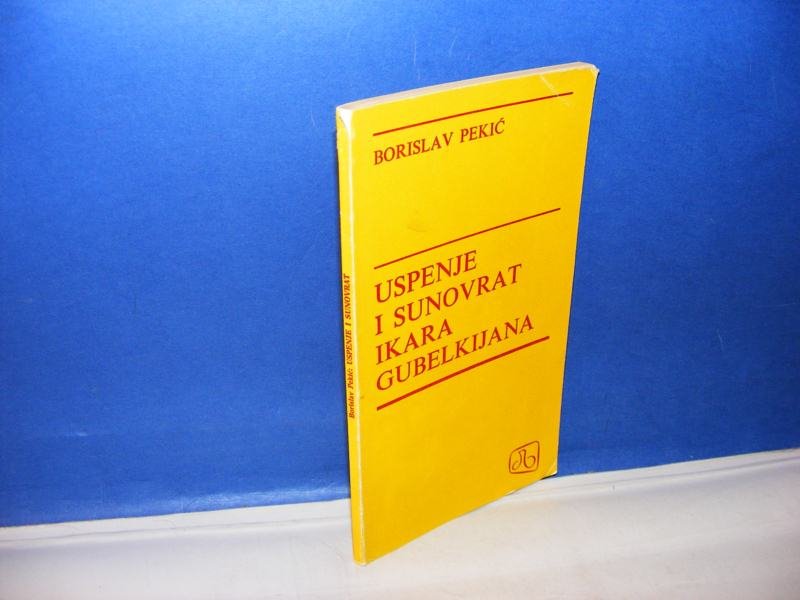 BORISLAV PEKIĆ
USPENJE
I SUNOVRAT
IKARA
GUBELKIJANA
Borislav Pekić: USPENJE I SUNOVRAT